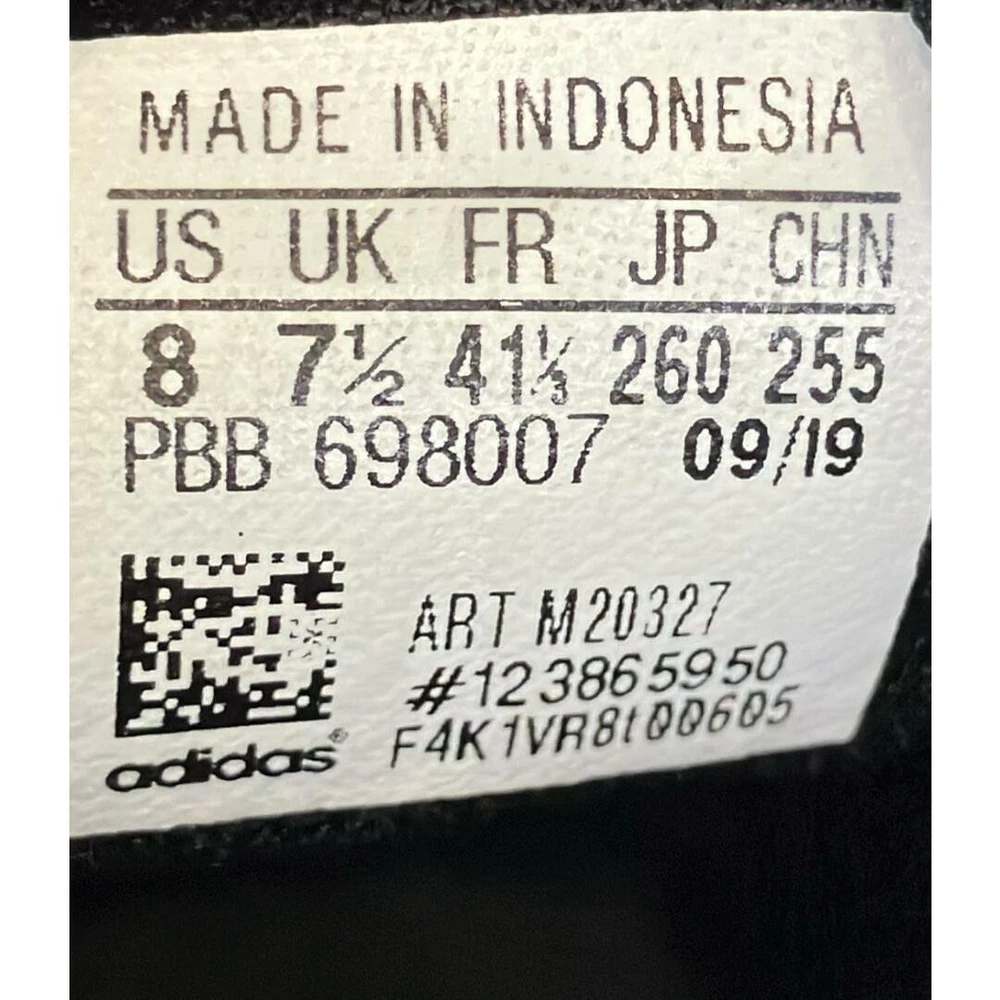 MADE IN INDONESIA
US UK FR JP CHN
8 7½ 41⅓ 260 255
PBB 698007 09/19
ART M20327
#123865950
F4K1VR8t00605
adidas®